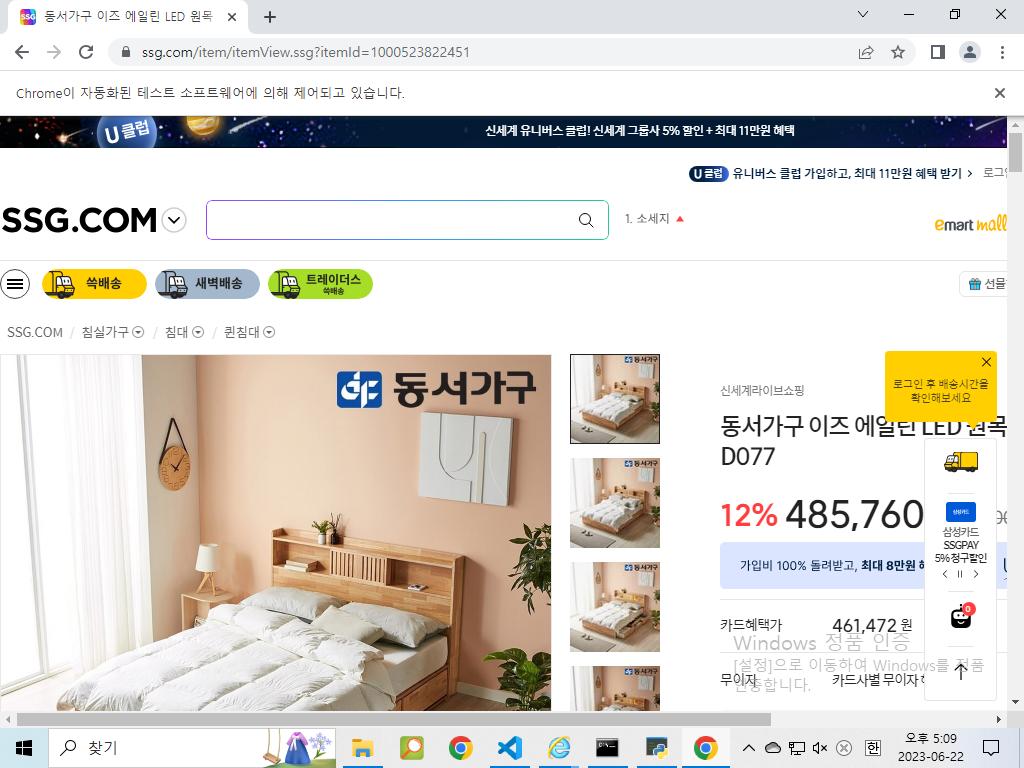 동서가구 이즈 에일린 LED 원목
ssg.com/item/itemView.ssg?itemId=1000523822451
Chrome이 자동화된 테스트 소프트웨어에 의해 제어되고 있습니다.
U 클럽
신세계 유니버스 클럽! 신세계 그룹사 5% 할인 + 최대 11만원 혜택
U 클럽 유니버스 클럽 가입하고, 최대 11만원 혜택 받기
SSG.COM
1. 소세지
emart mall
쓱배송
새벽배송
트레이더스
쓱배송
선물
SSG.COM / 침실가구 / 침대 / 퀸침대
동서가구
신세계라이브쇼핑
로그인 후 배송시간을
확인해보세요
동서가구 이즈 에일린 LED 원목
D077
12% 485,760
삼성카드
삼성카드
SSGPAY
5% 청구할인
가입비 100% 돌려받고, 최대 8만원
0
카드혜택가 461,472 원
Windows 정품 인증
[설정]으로 이동하여 Windows를 정품
인증합니다.
무이자 카드사별 무이자
찾기
한
오후 5:09
2023-06-22